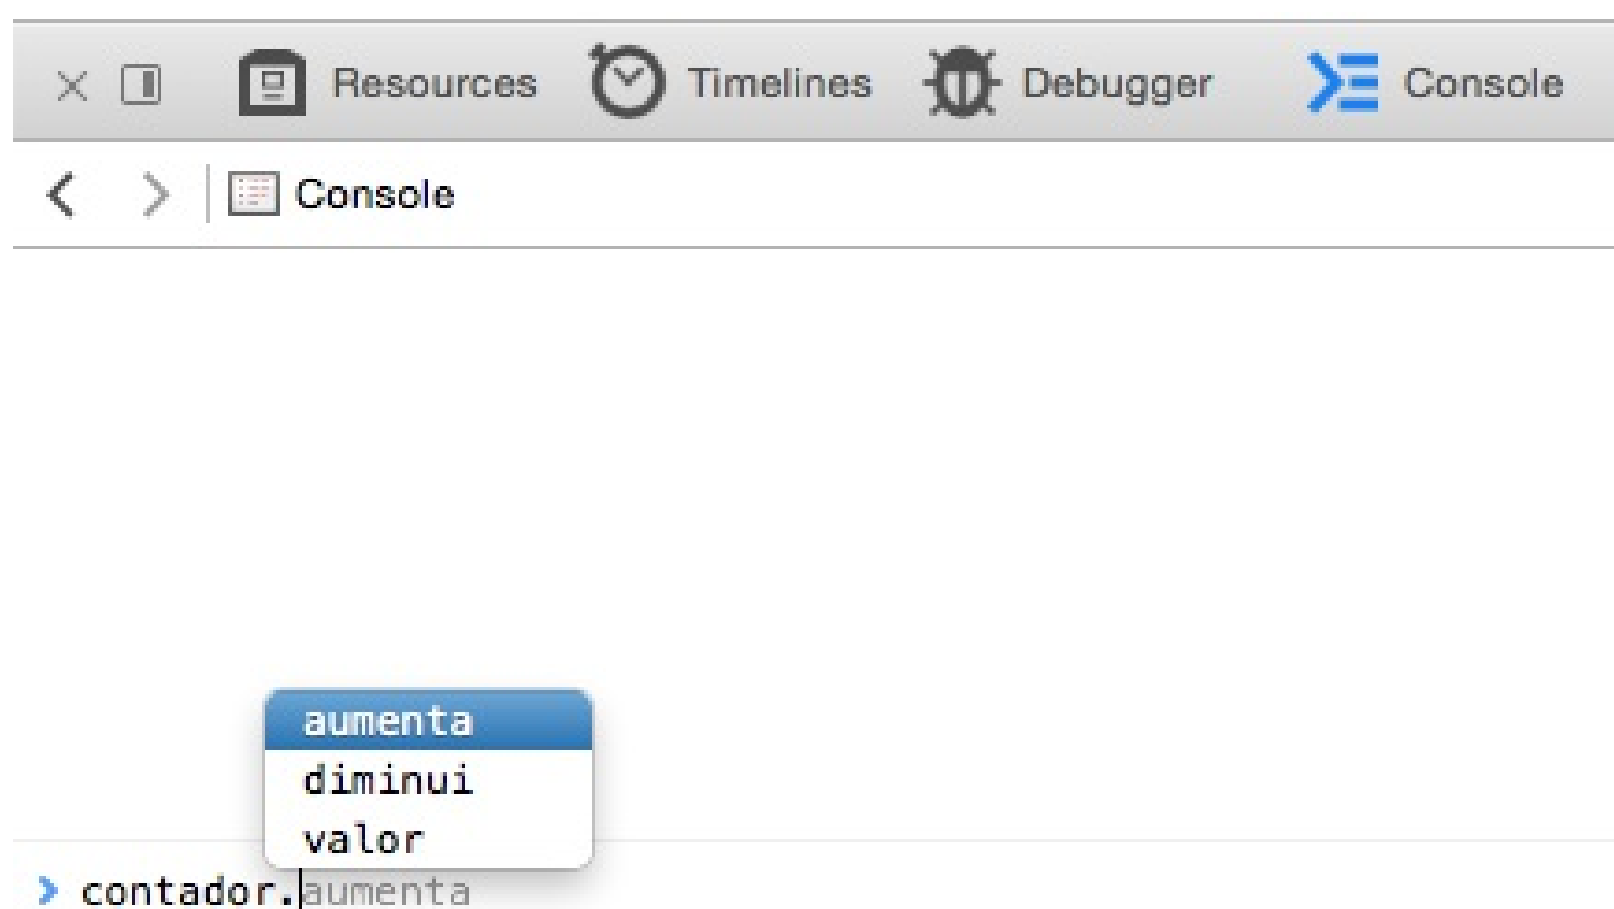 Resources Timelines Debugger Console
Console
aumenta
diminui
valor
contador.aumenta